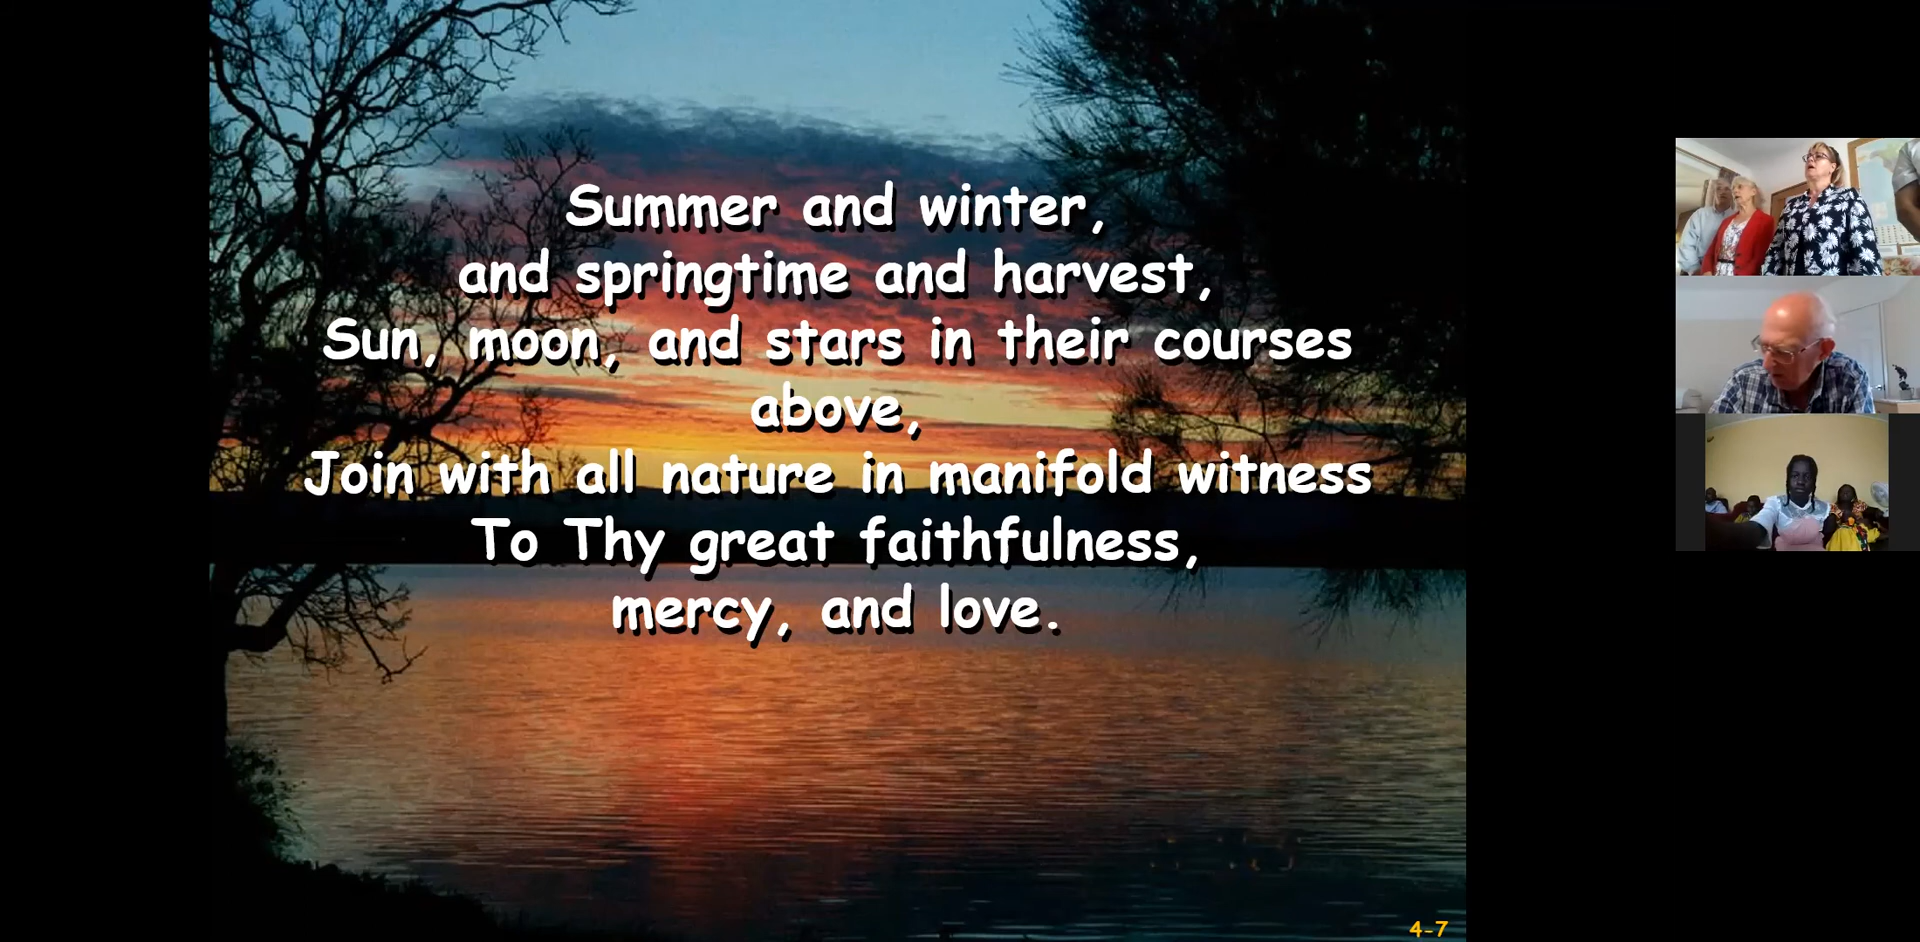 Summer and winter,
and springtime and harvest,
Sun, moon, and stars in their courses
above,
Join with all nature in manifold witness
To Thy great faithfulness,
mercy, and love.
4-7